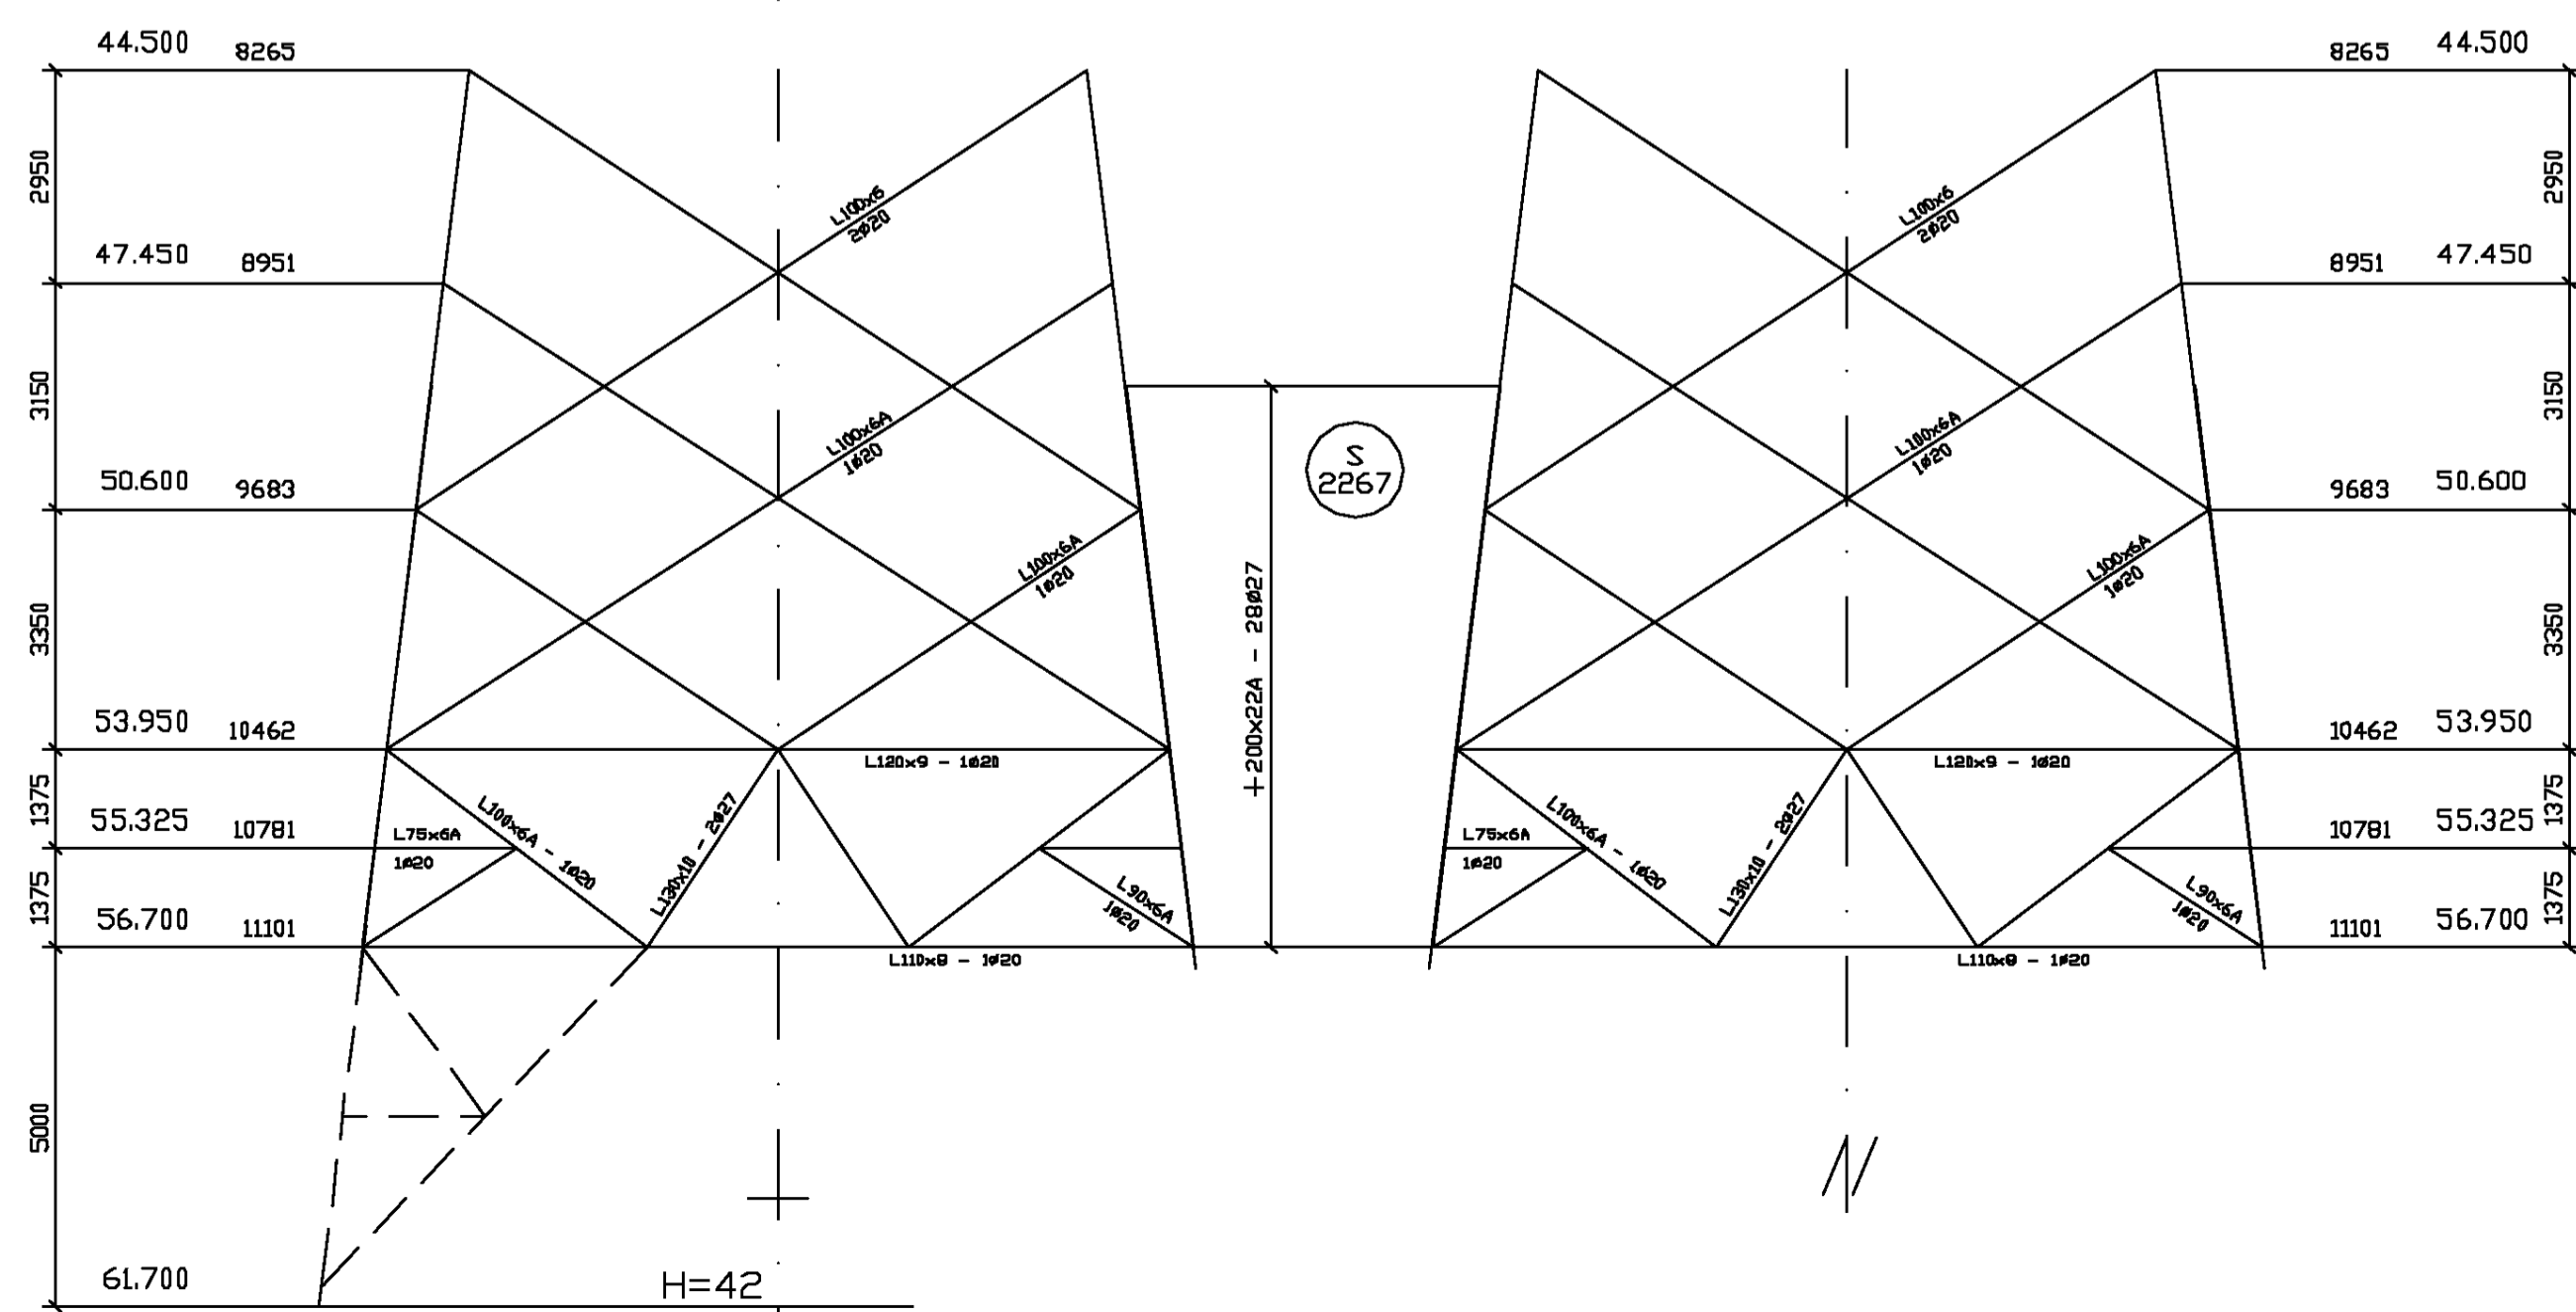 44.500 8265 8265 44.500
2950 2950
L100x6 L100x6
2ø20 2ø20
47.450 8951 8951 47.450
3150 3150
L100x6A L100x6A
1ø20 1ø20
S
2267
50.600 9683 9683 50.600
L100x6A L100x6A
1ø20 1ø20
3350 3350
+200x22A - 28ø27
53.950 10462 10462 53.950
L120x9 - 1ø20 L120x9 - 1ø20
1375 1375
55.325 10781 10781 55.325
L75x6A L100x6A - 1ø20 L130x10 - 2ø27 L75x6A L100x6A - 1ø20 L130x10 - 2ø27
1ø20 1ø20
L90x6A L90x6A
1ø20 1ø20
1375 1375
56.700 11101 11101 56.700
L110x8 - 1ø20 L110x8 - 1ø20
5000
61.700 H=42